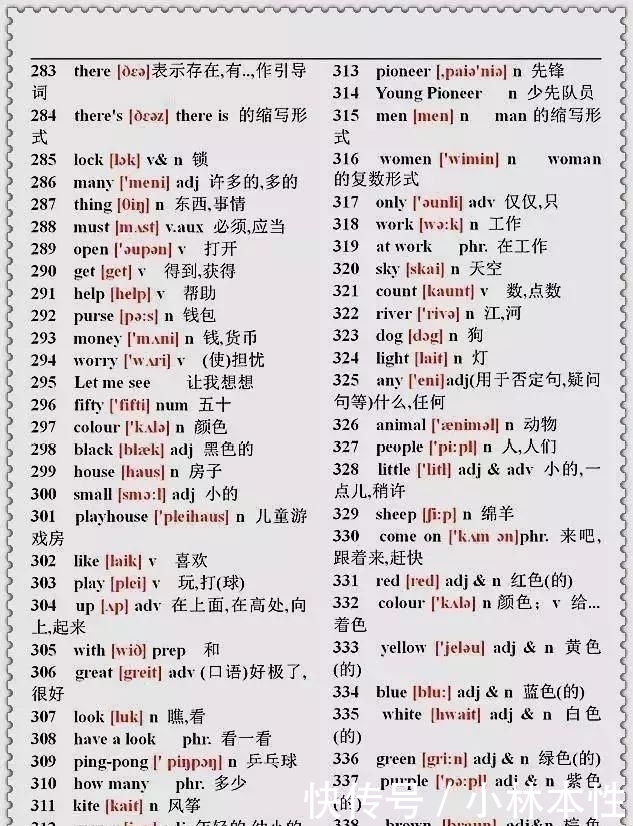 283 there [ðɛə]表示存在,有..,作引导
词
284 there's [ðɛəz] there is 的缩写形
式
285 lock [lɔk] v& n 锁
286 many ['meni] adj 许多的,多的
287 thing [θiŋ] n 东西,事情
288 must [mʌst] v.aux 必须,应当
289 open ['əupən] v 打开
290 get [get] v 得到,获得
291 help [help] v 帮助
292 purse [pə:s] n 钱包
293 money ['mʌni] n 钱,货币
294 worry ['wʌri] v (使)担忧
295 Let me see 让我想想
296 fifty ['fifti] num 五十
297 colour ['kʌlə] n 颜色
298 black [blæk] adj 黑色的
299 house [haus] n 房子
300 small [smɔ:l] adj 小的
301 playhouse ['pleihaus] n 儿童游
戏房
302 like [laik] v 喜欢
303 play [plei] v 玩,打(球)
304 up [ʌp] adv 在上面,在高处,向
上,起来
305 with [wið] prep 和
306 great [greit] adv (口语)好极了,
很好
307 look [luk] n 瞧,看
308 have a look phr. 看一看
309 ping-pong [' piŋpɔŋ] n 乒乓球
310 how many phr. 多少
311 kite [kait] n 风筝
313 pioneer [,paiə'niə] n 先锋
314 Young Pioneer n 少先队员
315 men [men] n man 的缩写形
式
316 women ['wimin] n woman
的复数形式
317 only ['əunli] adv 仅仅,只
318 work [wə:k] n 工作
319 at work phr. 在工作
320 sky [skai] n 天空
321 count [kaunt] v 数,点数
322 river ['rivə] n 江,河
323 dog [dɔg] n 狗
324 light [lait] n 灯
325 any ['eni]adj(用于否定句,疑问
句等)什么,任何
326 animal ['æniməl] n 动物
327 people ['pi:pl] n 人,人们
328 little ['litl] adj & adv 小的,一
点儿,稍许
329 sheep [ʃi:p] n 绵羊
330 come on ['kʌm ɔn]phr. 来吧,
跟着来,赶快
331 red [red] adj & n 红色(的)
332 colour ['kʌlə] n 颜色；v 给...
着色
333 yellow ['jeləu] adj & n 黄色
(的)
334 blue [blu:] adj & n 蓝色(的)
335 white [hwait] adj & n 白色
(的)
336 green [gri:n] adj & n 绿色(的)
337 purple ['pə:pl] adj & n 紫色
(的)
338 brown [braun] adj& n 棕色
快传号 / 小林本性